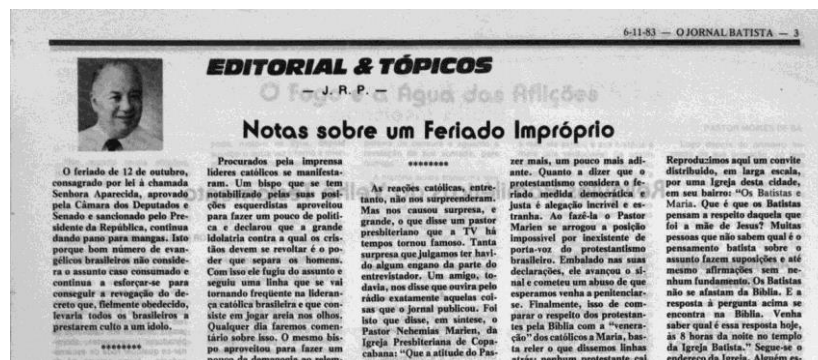 6-11-83 — O JORNAL BATISTA — 3
EDITORIAL & TÓPICOS
— J. R. P. —
Notas sobre um Feriado Impróprio
O feriado de 12 de outubro,
consagrado por lei à chamada
Senhora Aparecida, aprovado
pela Câmara dos Deputados e
Senado e sancionado pelo Pre-
sidente da República, continua
dando pano para mangas. Isto
porque bom número de evan-
gélicos brasileiros não conside-
ra o assunto caso consumado e
continua a esforçar-se para
conseguir a revogação do de-
creto que, fielmente obedecido,
levaria todos os brasileiros a
prestarem culto a um ídolo.
********
Procurados pela imprensa
líderes católicos se manifesta-
ram. Um bispo que se tem
notabilizado pelas suas posi-
ções esquerdistas aproveitou
para fazer um pouco de políti-
ca e declarou que a grande
idolatria contra a qual os cris-
tãos devem se revoltar é o po-
der que separa os homens.
Com isso ele fugiu do assunto e
seguiu uma linha que se vai
tornando freqüente na lideran-
ça católica brasileira e que con-
siste em jogar areia nos olhos.
Qualquer dia faremos comen-
tário sobre isso. O mesmo bis-
po aproveitou para fazer um
********
As reações católicas, entre-
tanto, não nos surpreenderam.
Mas nos causou surpresa, e
grande, o que disse um pastor
presbiteriano que a TV há
tempos tornou famoso. Tanta
surpresa que julgamos ter havi-
do algum engano da parte do
entrevistador. Um amigo, to-
davia, nos disse que ouvira pelo
rádio exatamente aquelas coi-
sas que o jornal publicou. Foi
isto que disse, em síntese, o
Pastor Nehemias Marien, da
Igreja Presbiteriana de Copa-
cabana: "Que a atitude do Pas-
zer mais, um pouco mais adi-
ante. Quanto a dizer que o
protestantismo considera o fe-
riado medida democrática e
justa é alegação incrível e es-
tranha. Ao fazê-lo o Pastor
Marien se arrogou a posição
impossível por inexistente de
porta-voz do protestantismo
brasileiro. Embalado nas suas
declarações, ele avançou o si-
nal e cometeu um abuso de que
esperamos venha a penitenciar-
se. Finalmente, isso de com-
parar o respeito dos protestan-
tes pela Bíblia com a "venera-
ção" dos católicos a Maria, bas-
ta reler o que dissemos linhas
atrás: nenhum protestante cai
Reproduzimos aqui um convite
distribuído, em larga escala,
por uma Igreja desta cidade,
em seu bairro: "Os Batistas e
Maria. Que é que os Batistas
pensam a respeito daquela que
foi a mãe de Jesus? Muitas
pessoas que não sabem qual é o
pensamento batista sobre o
assunto fazem suposições e até
mesmo afirmações sem ne-
nhum fundamento. Os Batistas
não se afastam da Bíblia. E a
resposta à pergunta acima se
encontra na Bíblia. Venha
saber qual é essa resposta hoje,
às 8 horas da noite no templo
da Igreja Batista." Segue-se o
endereço da Igreja. Alguém es-